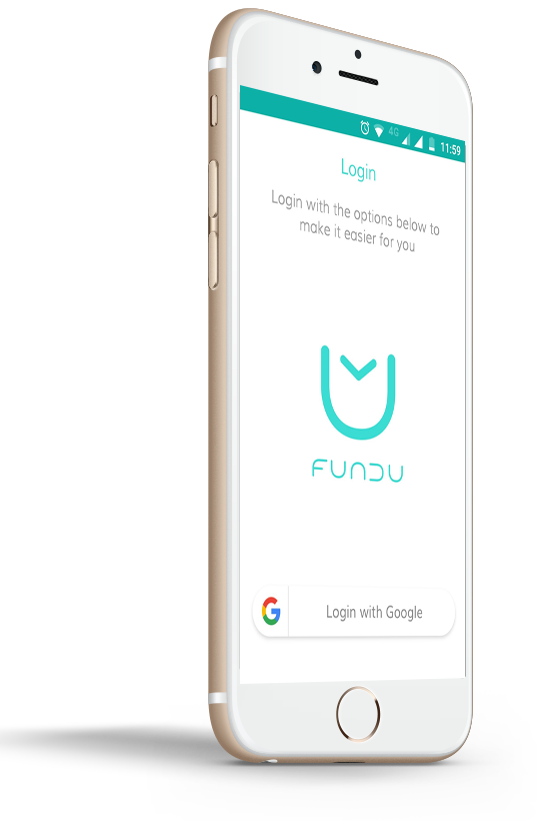 4G 11:59
Login
Login with the options below to
make it easier for you
FUNDU
Login with Google